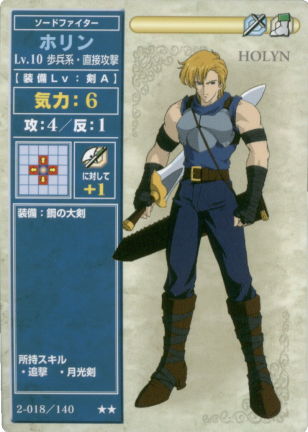 ソードファイター
ホリン
Lv.10 歩兵系・直接攻撃
【装備Lv：剣A】
気力：6
攻：4／反：1
に対して
+1
装備：鋼の大剣
所持スキル
・追撃 ・月光剣
2-018/140 ★★
HOLYN